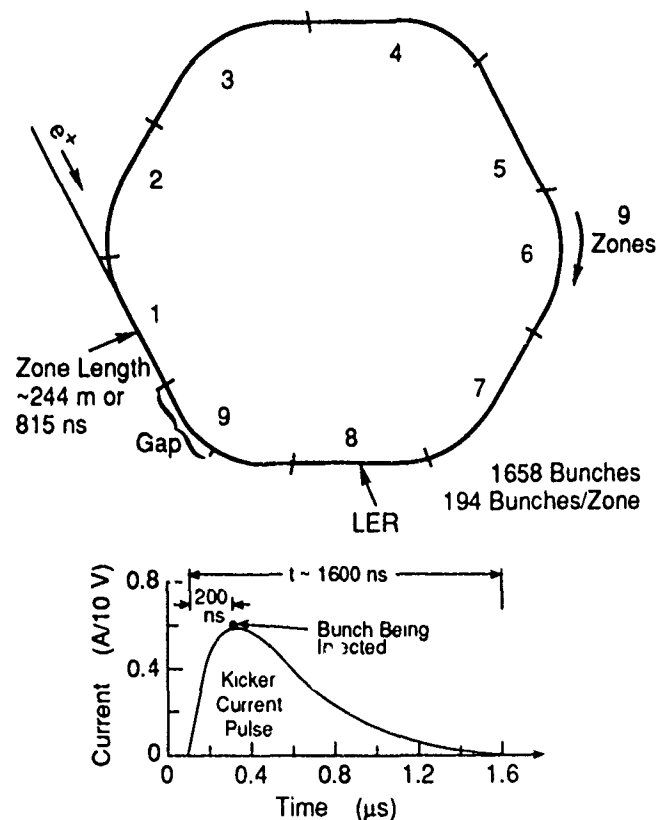 3
4
e+
2
5
9
Zones
6
1
Zone Length
~244 m or
815 ns
7
9
8
Gap
1658 Bunches
194 Bunches/Zone
LER
t ~ 1600 ns
0.8
200
ns
Bunch Being
Injected
0.4
Kicker
Current
Pulse
Current (A/10 V)
0
0
0.4
0.8
1.2
1.6
Time (µs)